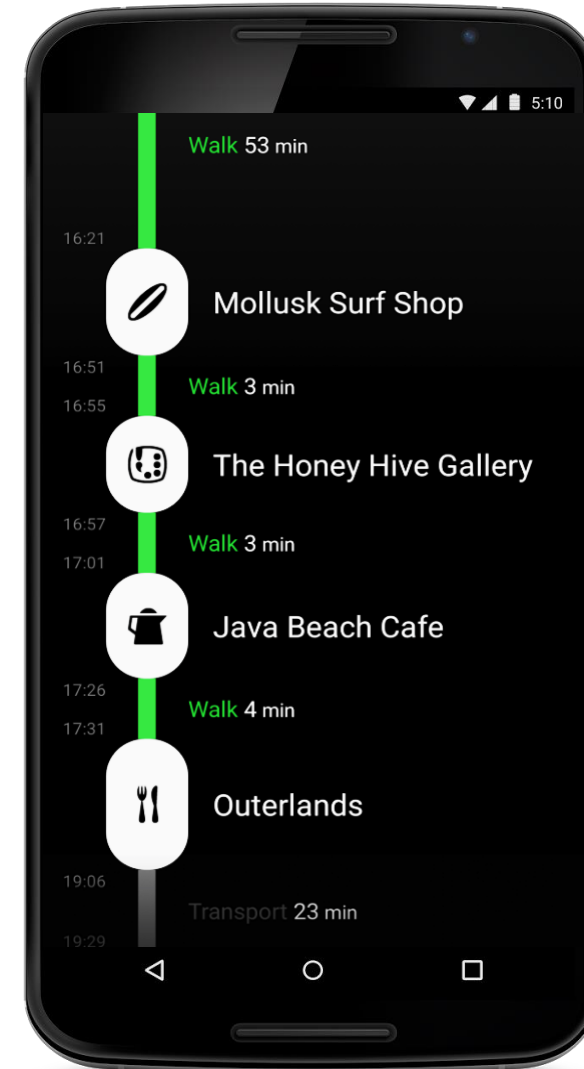 5:10
Walk 53 min
16:21
Mollusk Surf Shop
16:51
Walk 3 min
16:55
The Honey Hive Gallery
16:57
Walk 3 min
17:01
Java Beach Cafe
17:26
Walk 4 min
17:31
Outerlands
19:06
Transport 23 min
19:29